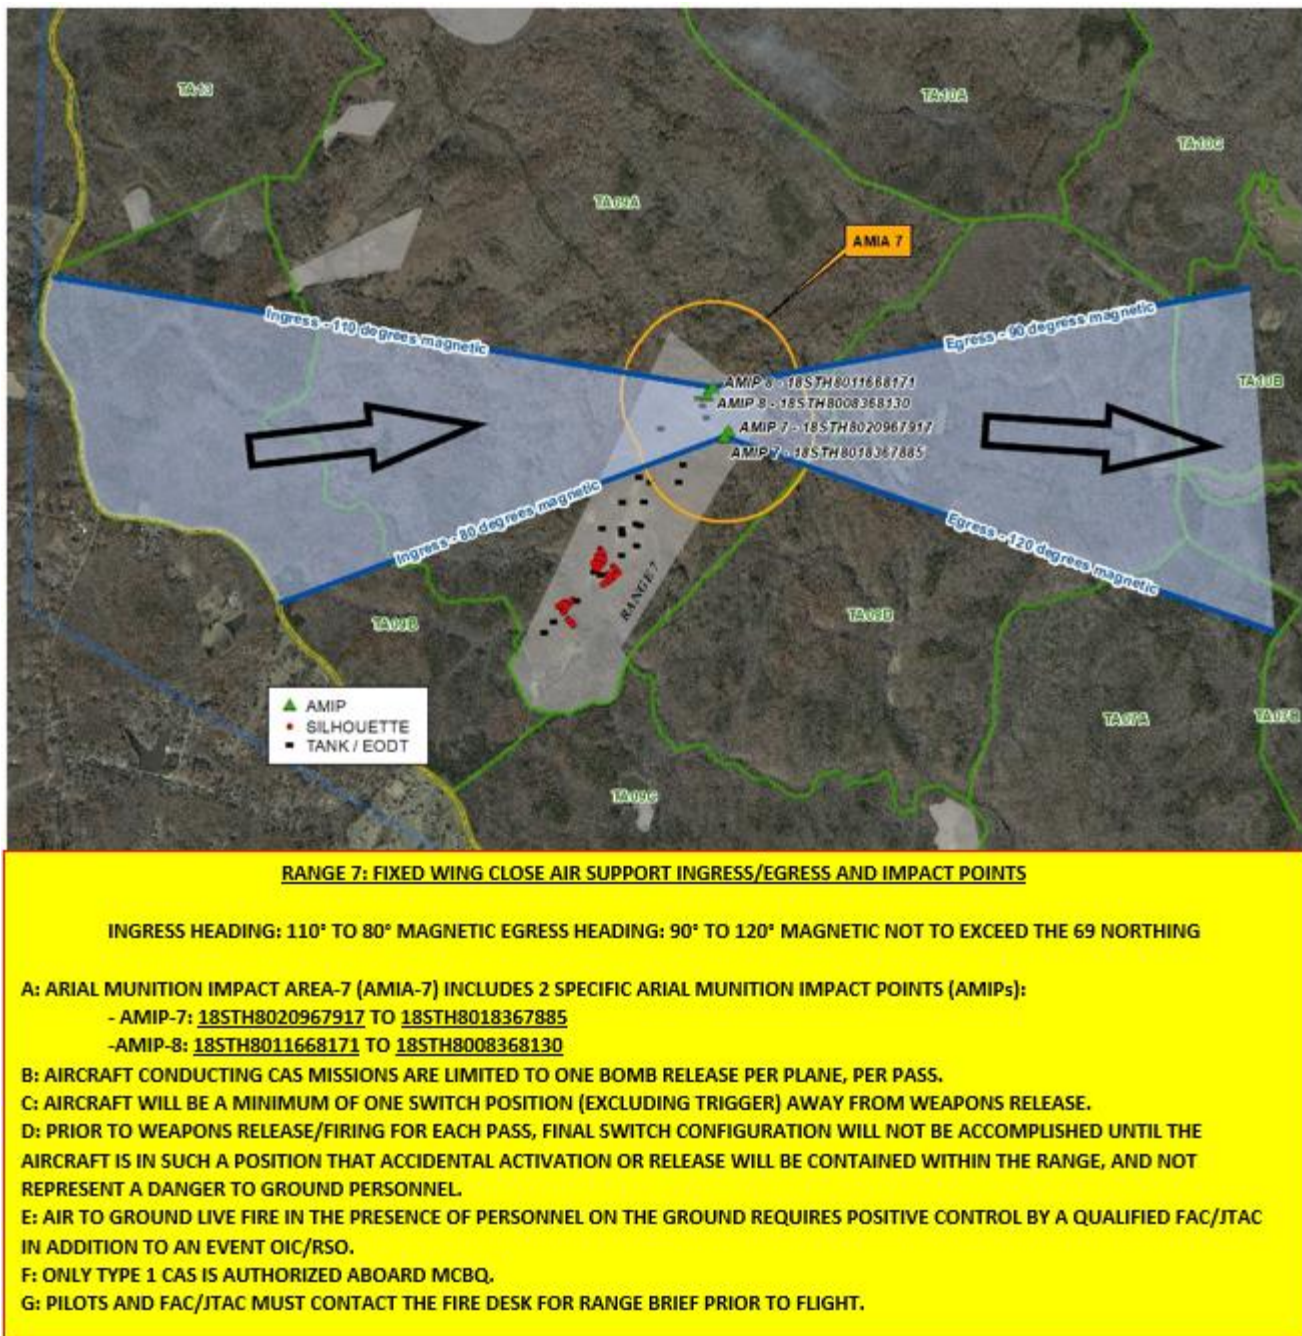 TA13
TA10A
TA10C
TA09A
AMIA 7
Ingress - 110 degrees magnetic
Egress - 90 degress magnetic
AMIP 8 - 18STH8011668171
TA10B
AMIP 8 - 18STH8008368130
AMIP 7 - 18STH8020967917
AMIP 7 - 18STH8018367885
Ingress - 80 degrees magnetic
Egress - 120 degrees magnetic
RANGE 7
TA09B
TA09D
AMIP
SILHOUETTE
TANK / EODT
TA07A
TA07B
TA09C
RANGE 7: FIXED WING CLOSE AIR SUPPORT INGRESS/EGRESS AND IMPACT POINTS
INGRESS HEADING: 110° TO 80° MAGNETIC EGRESS HEADING: 90° TO 120° MAGNETIC NOT TO EXCEED THE 69 NORTHING
A: ARIAL MUNITION IMPACT AREA-7 (AMIA-7) INCLUDES 2 SPECIFIC ARIAL MUNITION IMPACT POINTS (AMIPs):
- AMIP-7: 18STH8020967917 TO 18STH8018367885
-AMIP-8: 18STH8011668171 TO 18STH8008368130
B: AIRCRAFT CONDUCTING CAS MISSIONS ARE LIMITED TO ONE BOMB RELEASE PER PLANE, PER PASS.
C: AIRCRAFT WILL BE A MINIMUM OF ONE SWITCH POSITION (EXCLUDING TRIGGER) AWAY FROM WEAPONS RELEASE.
D: PRIOR TO WEAPONS RELEASE/FIRING FOR EACH PASS, FINAL SWITCH CONFIGURATION WILL NOT BE ACCOMPLISHED UNTIL THE
AIRCRAFT IS IN SUCH A POSITION THAT ACCIDENTAL ACTIVATION OR RELEASE WILL BE CONTAINED WITHIN THE RANGE, AND NOT
REPRESENT A DANGER TO GROUND PERSONNEL.
E: AIR TO GROUND LIVE FIRE IN THE PRESENCE OF PERSONNEL ON THE GROUND REQUIRES POSITIVE CONTROL BY A QUALIFIED FAC/JTAC
IN ADDITION TO AN EVENT OIC/RSO.
F: ONLY TYPE 1 CAS IS AUTHORIZED ABOARD MCBQ.
G: PILOTS AND FAC/JTAC MUST CONTACT THE FIRE DESK FOR RANGE BRIEF PRIOR TO FLIGHT.